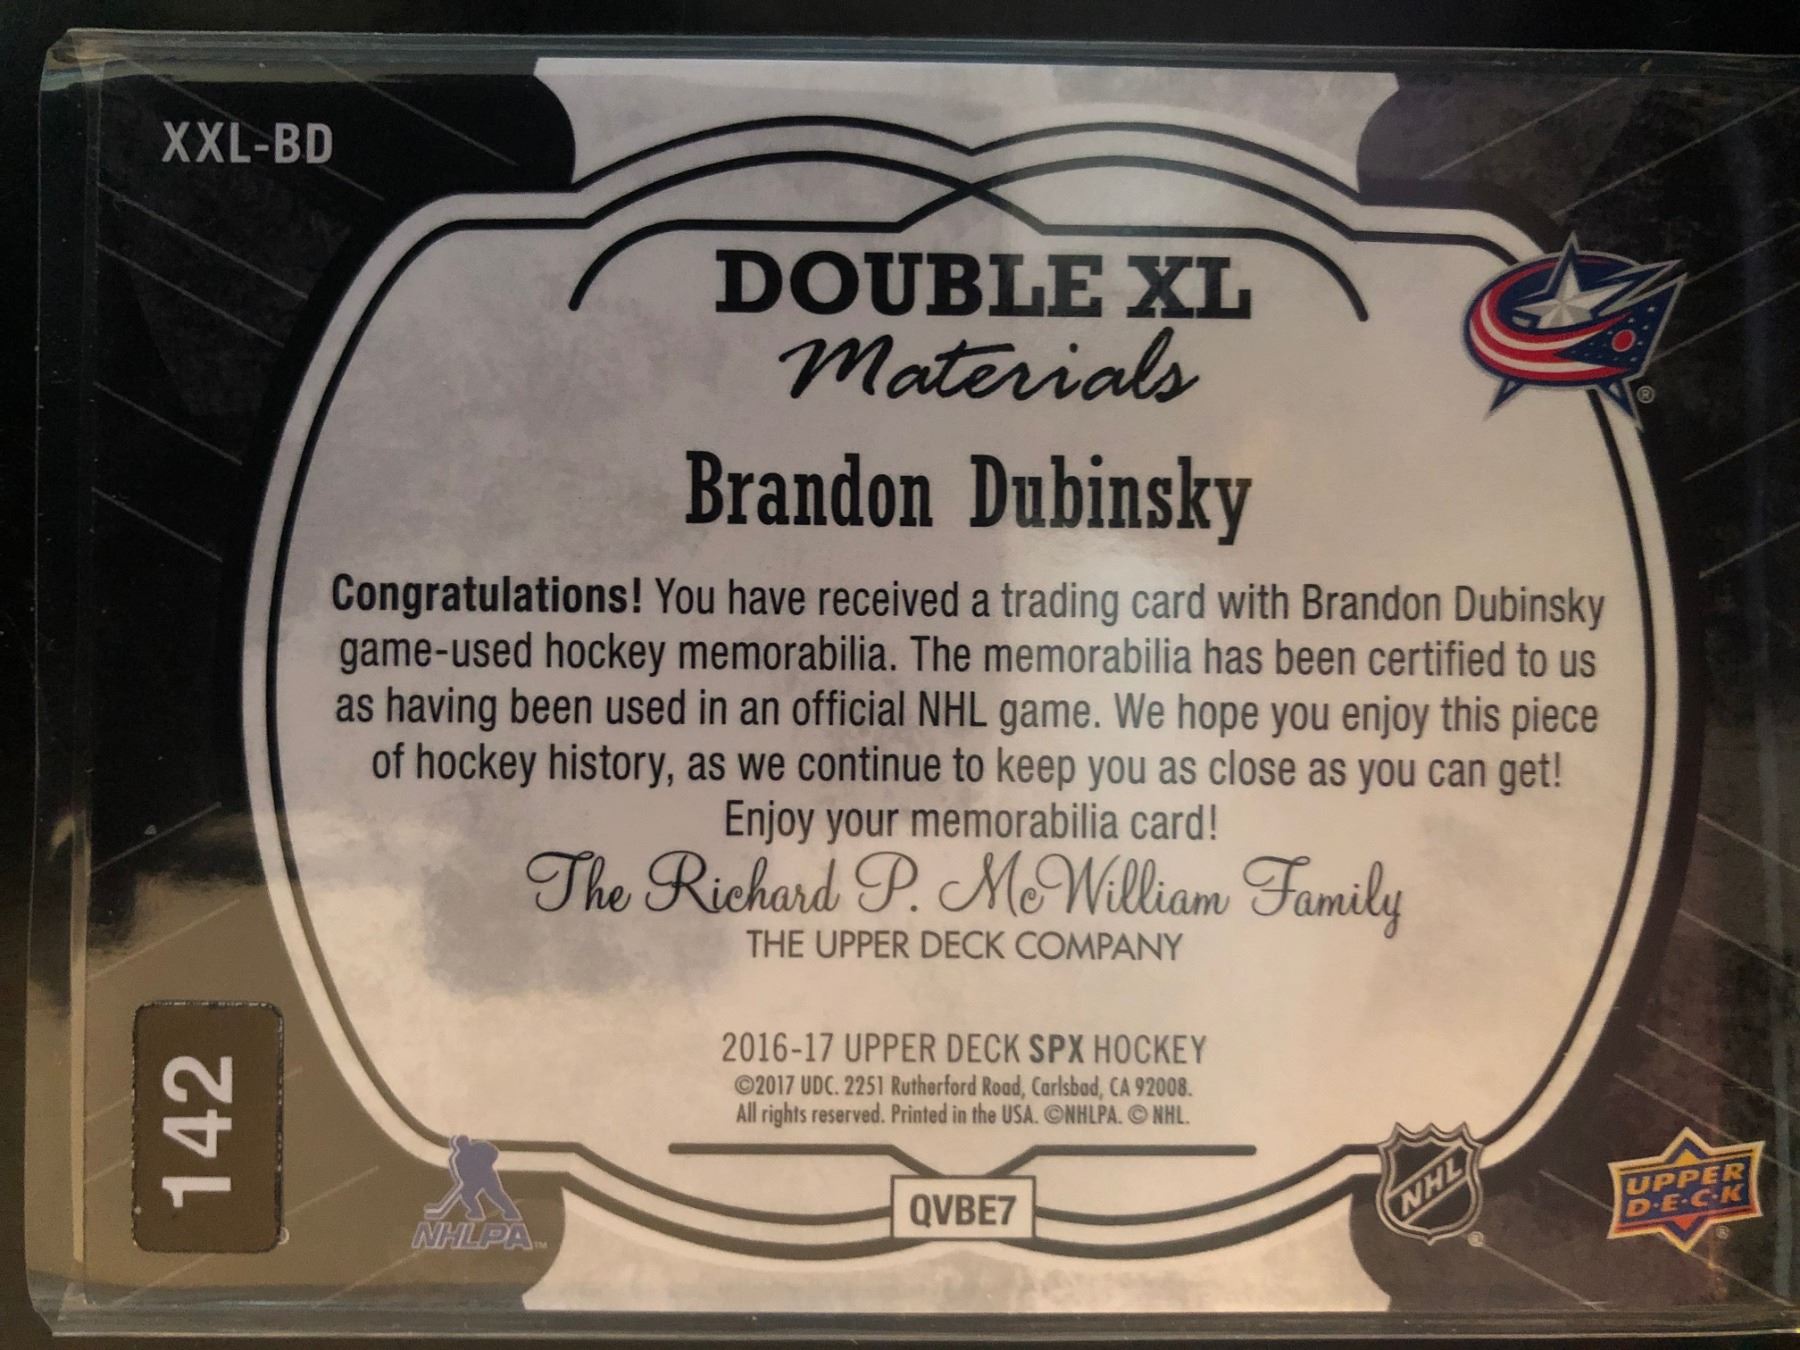 XXL-BD
DOUBLE XL
Materials
Brandon Dubinsky
Congratulations! You have received a trading card with Brandon Dubinsky
game-used hockey memorabilia. The memorabilia has been certified to us
as having been used in an official NHL game. We hope you enjoy this piece
of hockey history, as we continue to keep you as close as you can get!
Enjoy your memorabilia card!
The Richard P. McWilliam Family
THE UPPER DECK COMPANY
2016-17 UPPER DECK SPX HOCKEY
©2017 UDC. 2251 Rutherford Road, Carlsbad, CA 92008.
All rights reserved. Printed in the USA. ©NHLPA. © NHL.
142
NHLPA™
QVBE7
NHL®
UPPER
D·E·C·K®
®